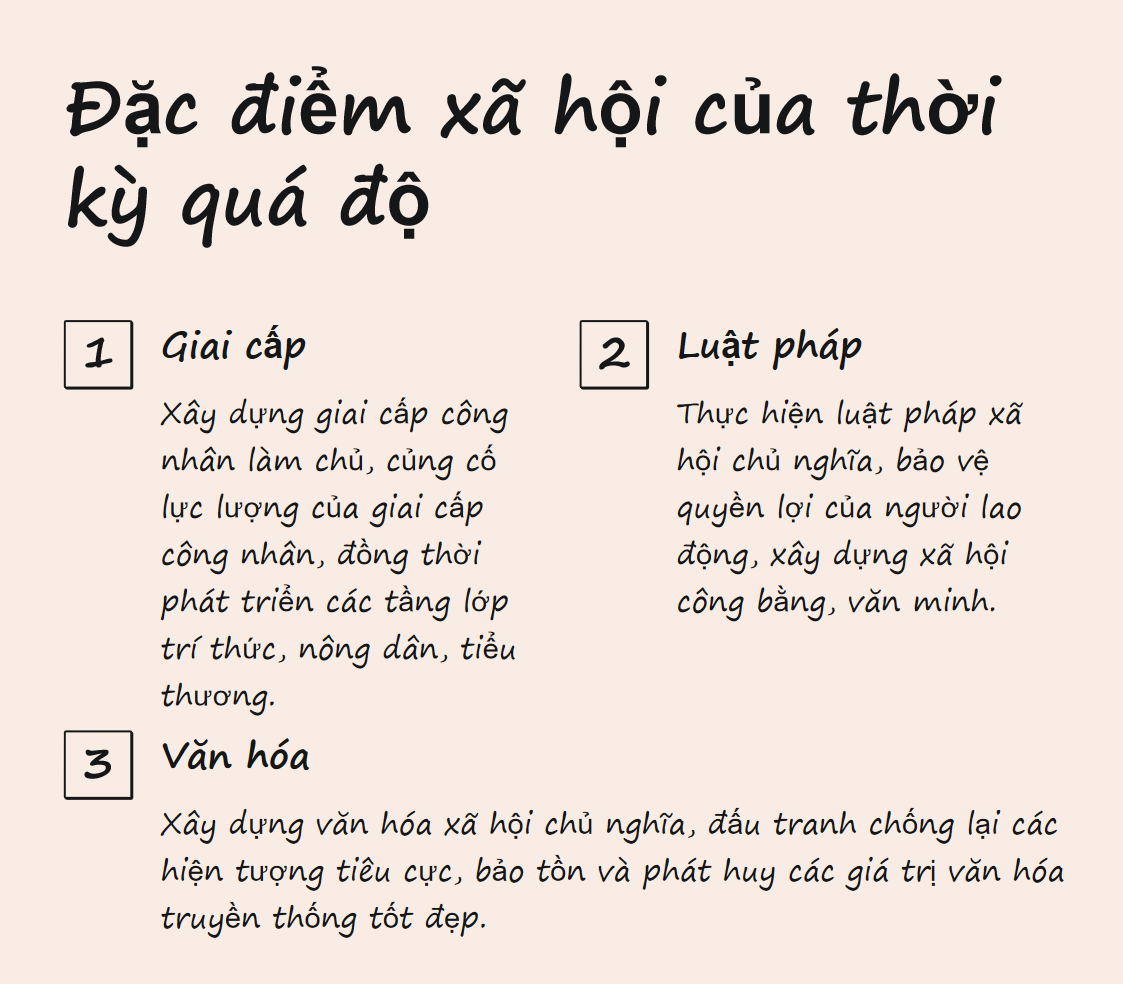 Đặc điểm xã hội của thời
kỳ quá độ
1
Giai cấp
Xây dựng giai cấp công
nhân làm chủ, củng cố
lực lượng của giai cấp
công nhân, đồng thời
phát triển các tầng lớp
trí thức, nông dân, tiểu
thương.
2
Luật pháp
Thực hiện luật pháp xã
hội chủ nghĩa, bảo vệ
quyền lợi của người lao
động, xây dựng xã hội
công bằng, văn minh.
3
Văn hóa
Xây dựng văn hóa xã hội chủ nghĩa, đấu tranh chống lại các
hiện tượng tiêu cực, bảo tồn và phát huy các giá trị văn hóa
truyền thống tốt đẹp.